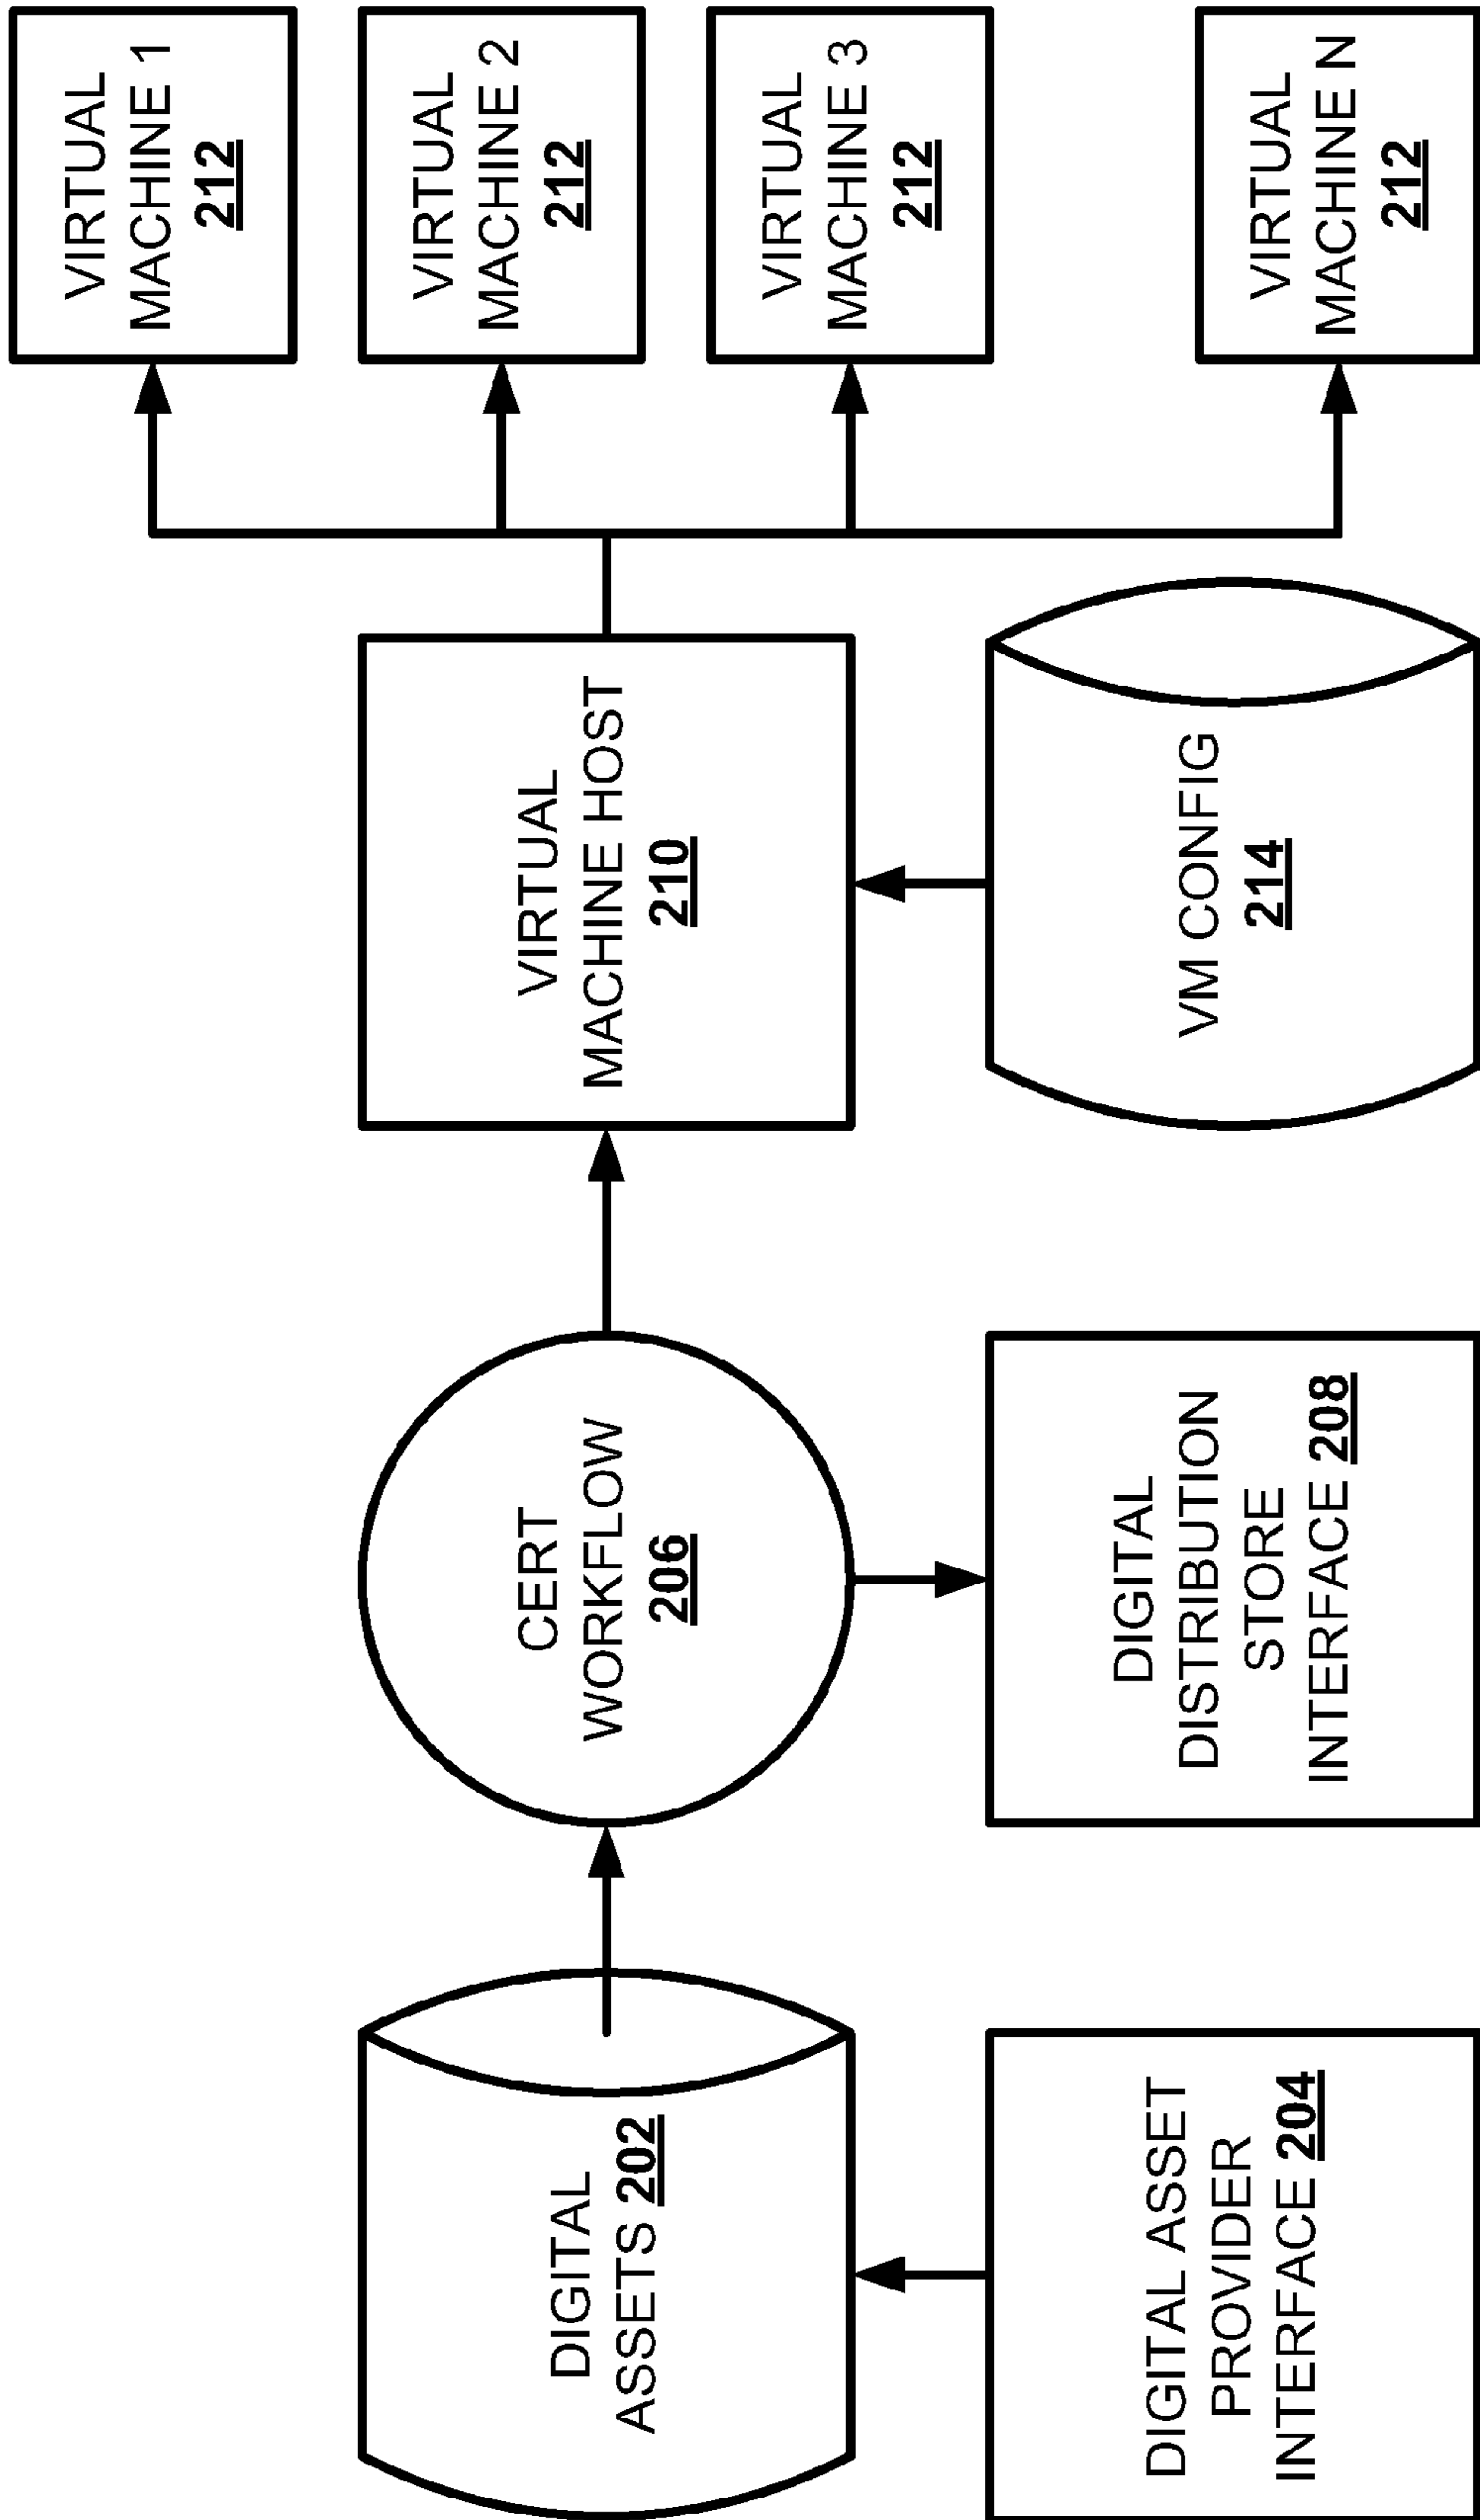 DIGITAL
ASSETS 202
DIGITAL ASSET
PROVIDER
INTERFACE 204
CERT
WORKFLOW
206
DIGITAL
DISTRIBUTION
STORE
INTERFACE 208
VIRTUAL
MACHINE HOST
210
VM CONFIG
214
VIRTUAL
MACHINE 1
212
VIRTUAL
MACHINE 2
212
VIRTUAL
MACHINE 3
212
VIRTUAL
MACHINE N
212